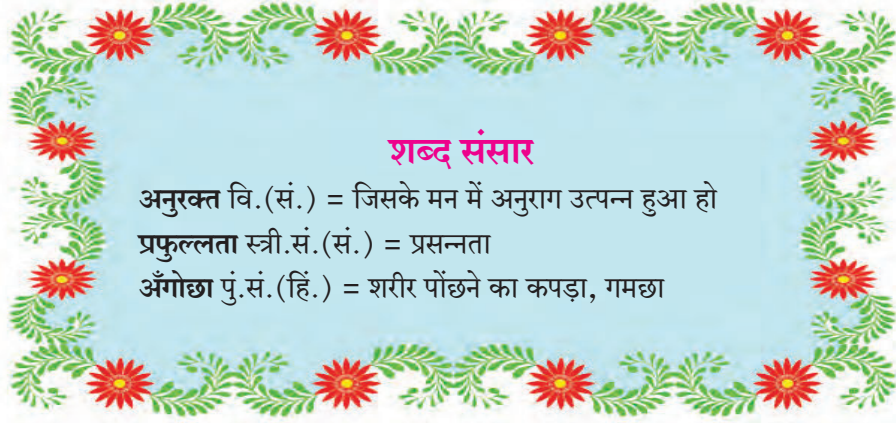 शब्द संसार
अनुरक्त वि.(सं.) = जिसके मन में अनुराग उत्पन्न हुआ हो
प्रफुल्लता स्त्री.सं.(सं.) = प्रसन्नता
अँगोछा पुं.सं.(हिं.) = शरीर पोंछने का कपड़ा, गमछा